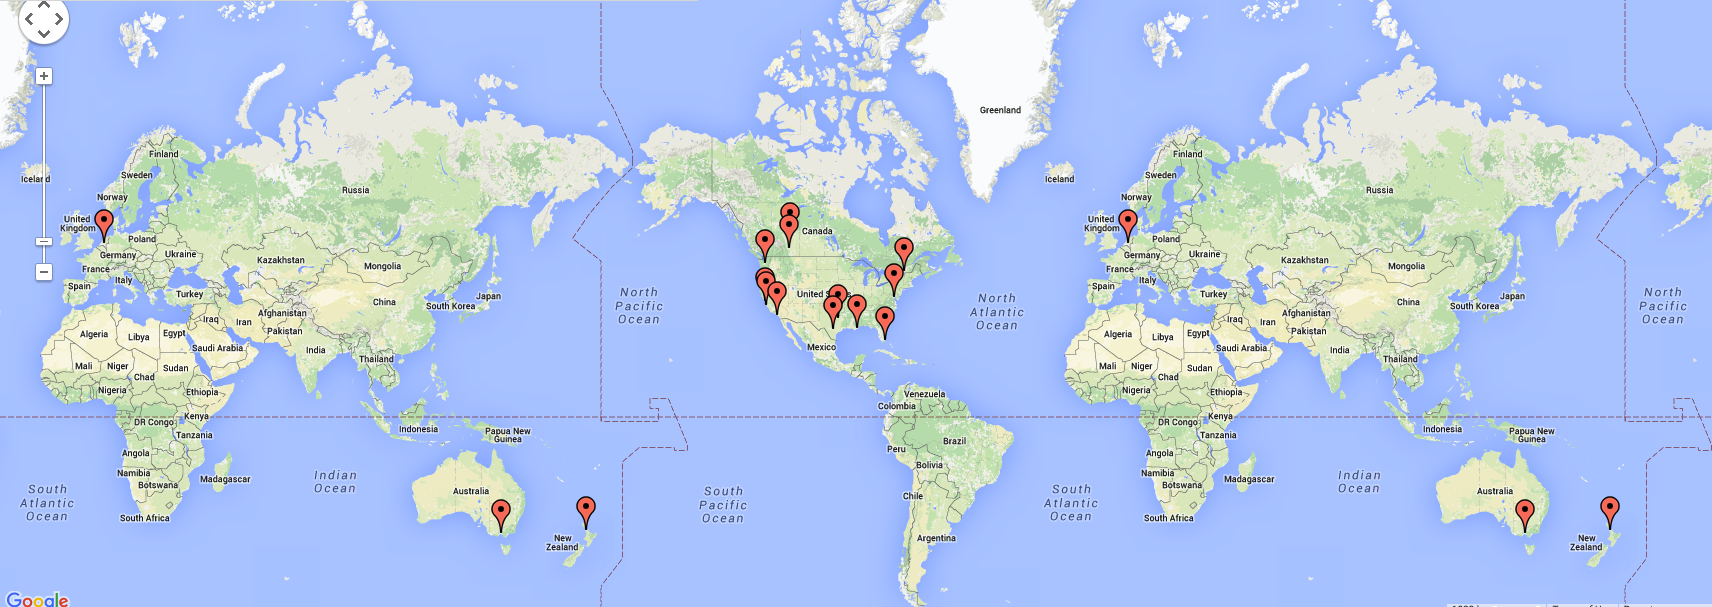 Greenland
Finland
Iceland
Sweden
Russia
Norway
United
Kingdom
Poland
Germany
Ukraine
France
Kazakhstan
Mongolia
Italy
Spain
Turkey
China
South Korea
Japan
Afghanistan
Iraq
Iran
Pakistan
Algeria
Libya
Egypt
Saudi Arabia
India
Mali
Niger
Sudan
Thailand
Chad
Nigeria
Ethiopia
Kenya
DR Congo
Indonesia
Tanzania
Papua New
Guinea
Angola
Namibia
Botswana
Madagascar
South Africa
Indian
Ocean
South
Atlantic
Ocean
Australia
New
Zealand
North
Pacific
Ocean
Canada
United States
Mexico
North
Atlantic
Ocean
Venezuela
Colombia
Peru
Brazil
Bolivia
Chile
Argentina
South
Pacific
Ocean
South
Atlantic
Ocean
Finland
Iceland
Sweden
Russia
Norway
United
Kingdom
Poland
Germany
Ukraine
France
Kazakhstan
Mongolia
Italy
Spain
Turkey
China
South Korea
Japan
Afghanistan
Iraq
Iran
Pakistan
Algeria
Libya
Egypt
Saudi Arabia
India
Mali
Niger
Sudan
Thailand
Chad
Nigeria
Ethiopia
Kenya
DR Congo
Indonesia
Tanzania
Papua New
Guinea
Angola
Namibia
Botswana
Madagascar
South Africa
Indian
Ocean
Australia
New
Zealand
North
Pacific
Ocean
Google